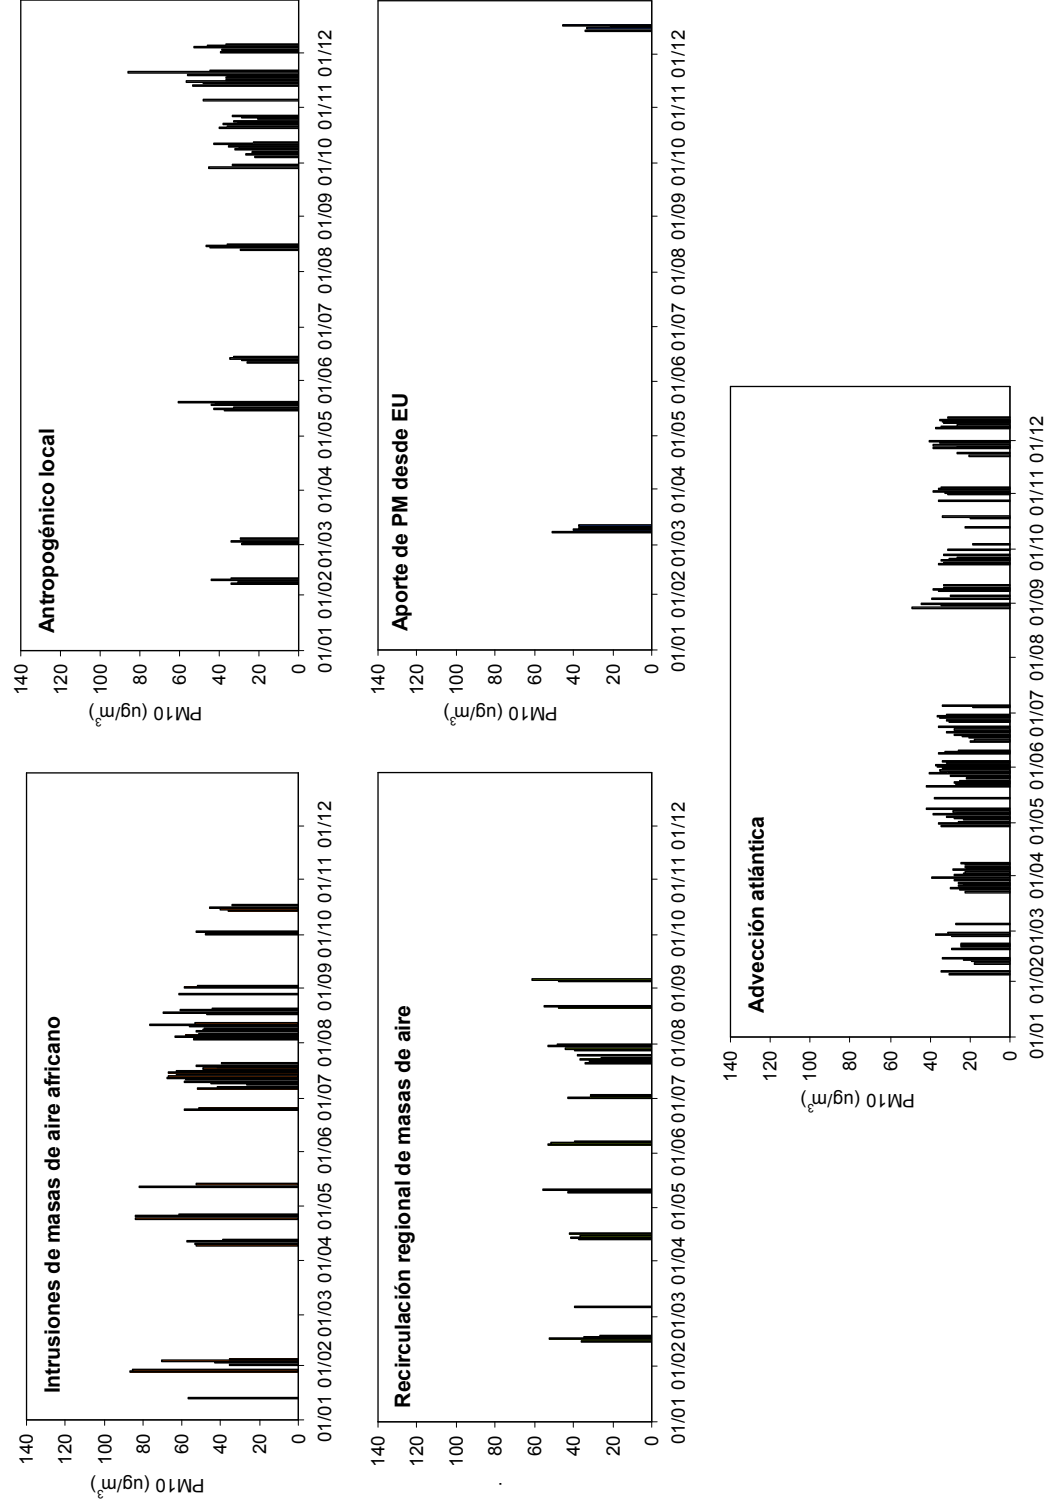 Intrusiones de masas de aire africano
PM10 (ug/m³)
140
120
100
80
60
40
20
0
01/01 01/02 01/03 01/04 01/05 01/06 01/07 01/08 01/09 01/10 01/11 01/12
Antropogénico local
PM10 (ug/m³)
140
120
100
80
60
40
20
0
01/01 01/02 01/03 01/04 01/05 01/06 01/07 01/08 01/09 01/10 01/11 01/12
Recirculación regional de masas de aire
140
120
100
80
60
40
20
0
01/01 01/02 01/03 01/04 01/05 01/06 01/07 01/08 01/09 01/10 01/11 01/12
Aporte de PM desde EU
PM10 (ug/m³)
140
120
100
80
60
40
20
0
01/01 01/02 01/03 01/04 01/05 01/06 01/07 01/08 01/09 01/10 01/11 01/12
Advección atlántica
PM10 (ug/m³)
140
120
100
80
60
40
20
0
01/01 01/02 01/03 01/04 01/05 01/06 01/07 01/08 01/09 01/10 01/11 01/12